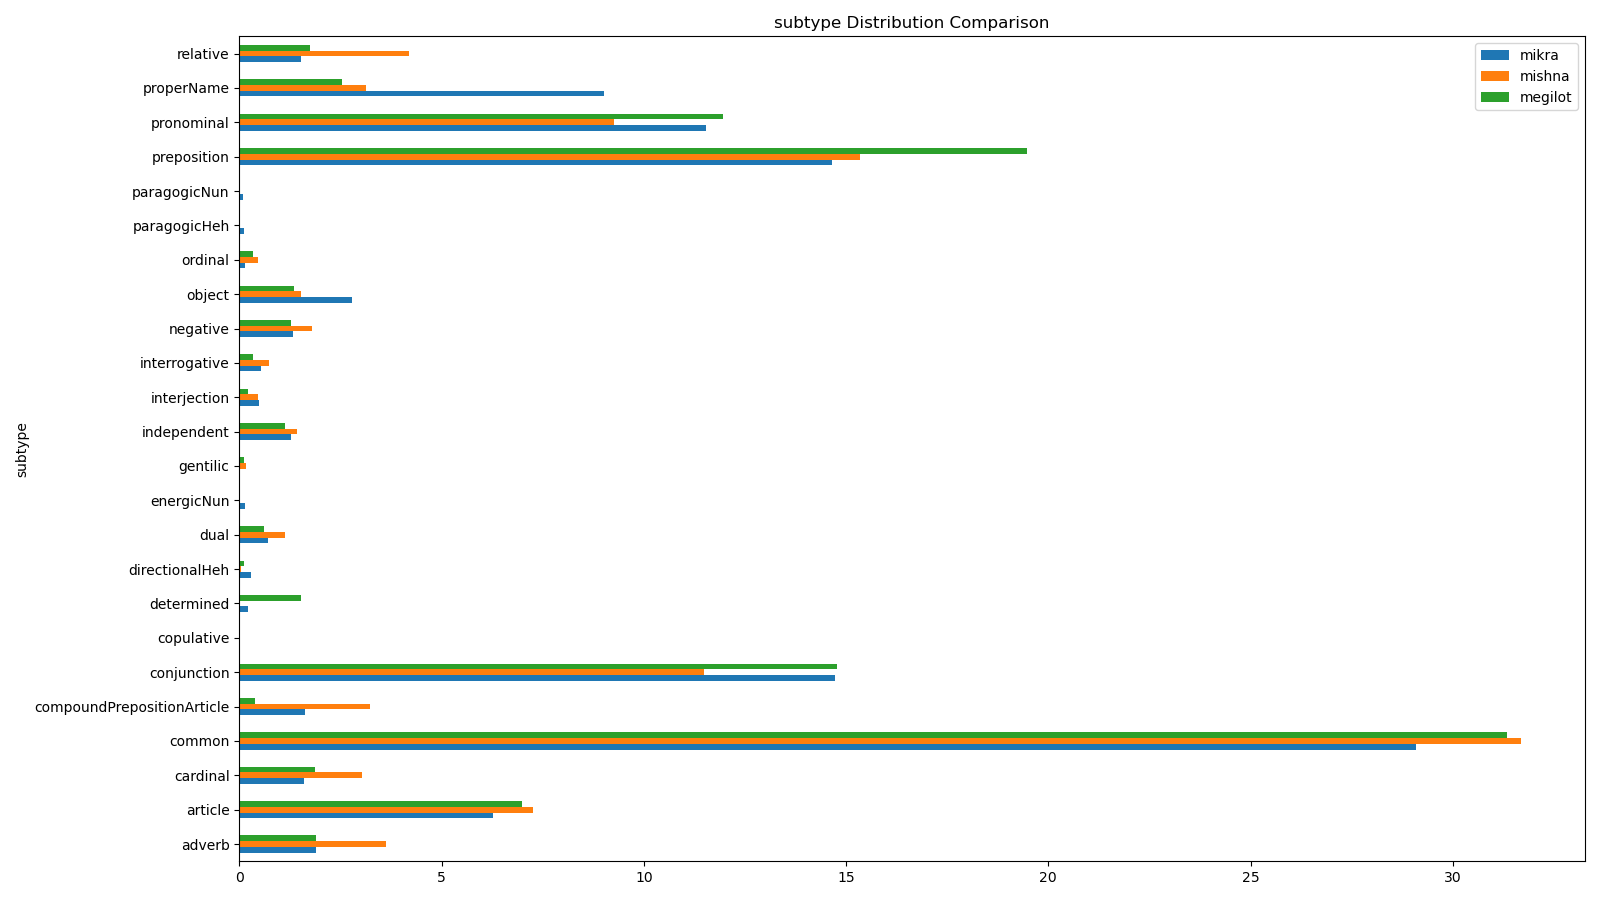 subtype Distribution Comparison
mikra
mishna
megilot
subtype
relative
properName
pronominal
preposition
paragogicNun
paragogicHeh
ordinal
object
negative
interrogative
interjection
independent
gentilic
energicNun
dual
directionalHeh
determined
copulative
conjunction
compoundPrepositionArticle
common
cardinal
article
adverb
0 5 10 15 20 25 30